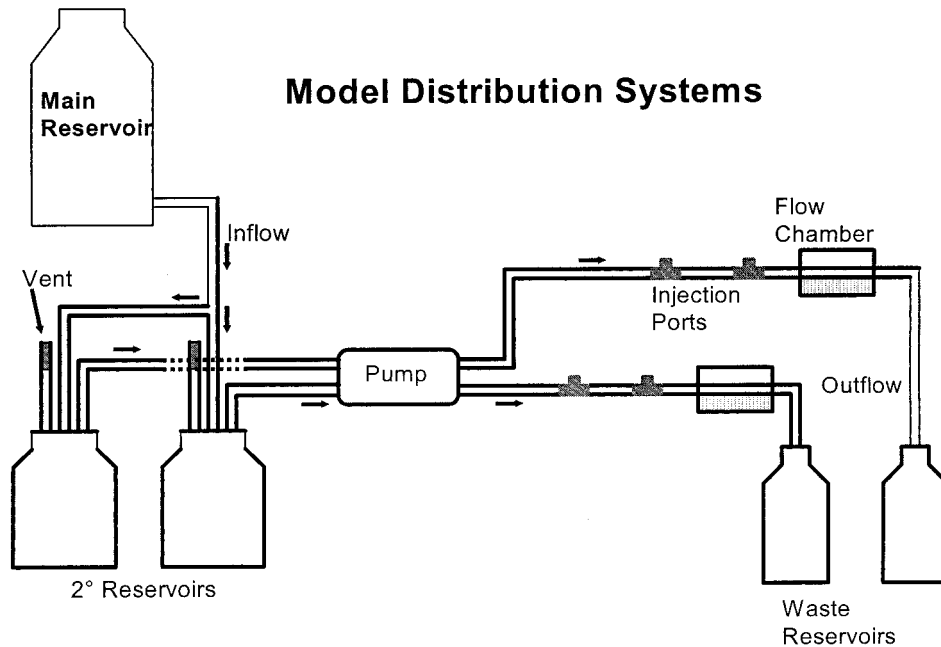 Model Distribution Systems
Main
Reservoir
Inflow
Vent
Flow
Chamber
Injection
Ports
Pump
Outflow
2° Reservoirs
Waste
Reservoirs